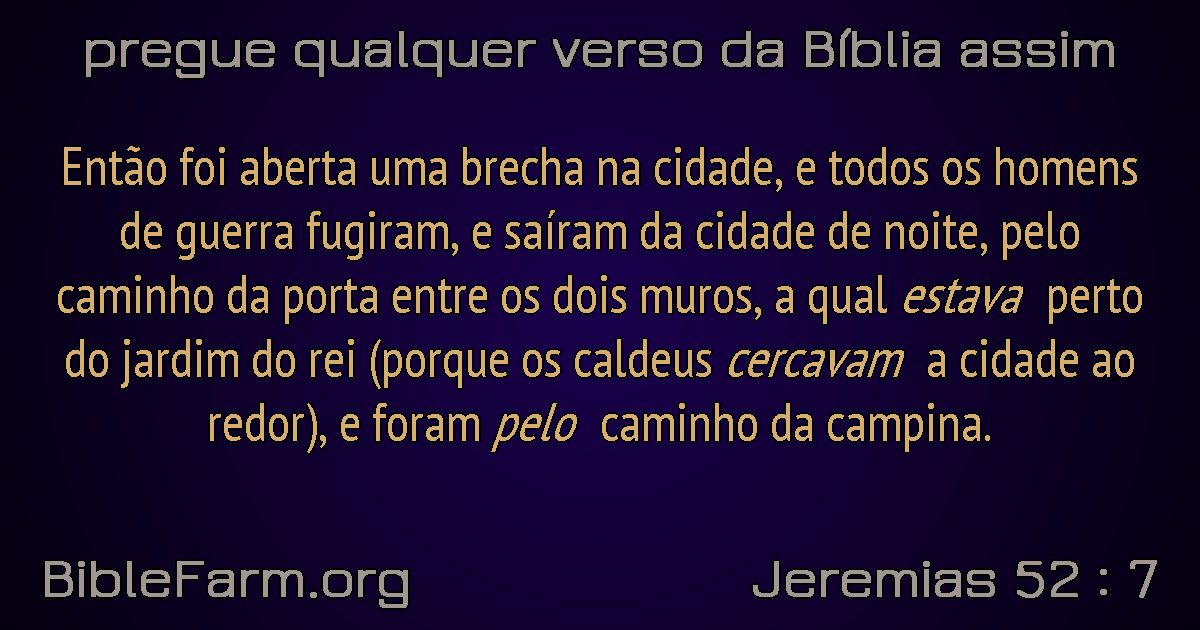 pregue qualquer verso da Bíblia assim
Então foi aberta uma brecha na cidade, e todos os homens
de guerra fugiram, e saíram da cidade de noite, pelo
caminho da porta entre os dois muros, a qual estava perto
do jardim do rei (porque os caldeus cercavam a cidade ao
redor), e foram pelo caminho da campina.
BibleFarm.org
Jeremias 52 : 7